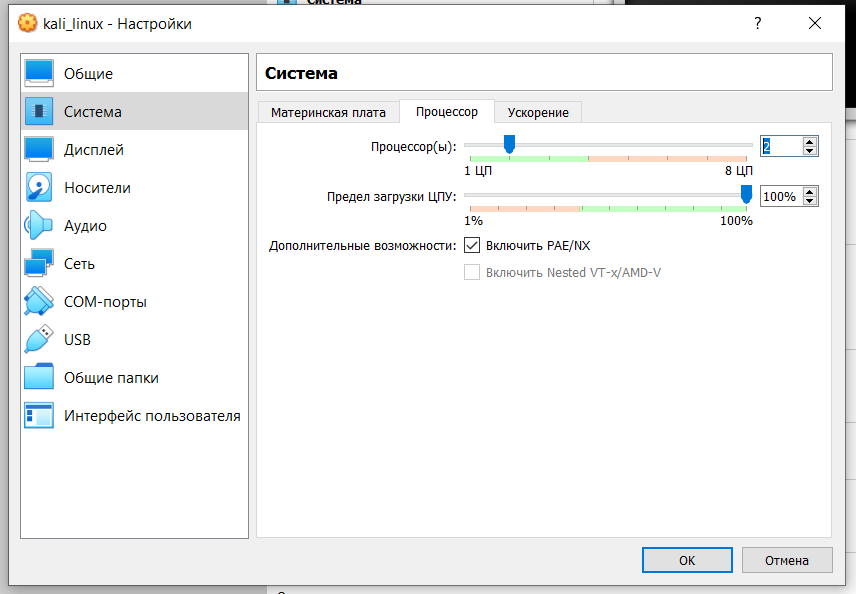 Система
kali_linux - Настройки
?
Общие
Система
Дисплей
Носители
Аудио
Сеть
COM-порты
USB
Общие папки
Интерфейс пользователя
Система
Материнская плата
Процессор
Ускорение
Процессор(ы):
2
1 ЦП
8 ЦП
Предел загрузки ЦПУ:
100%
1%
100%
Дополнительные возможности:
Включить PAE/NX
Включить Nested VT-x/AMD-V
OK
Отмена